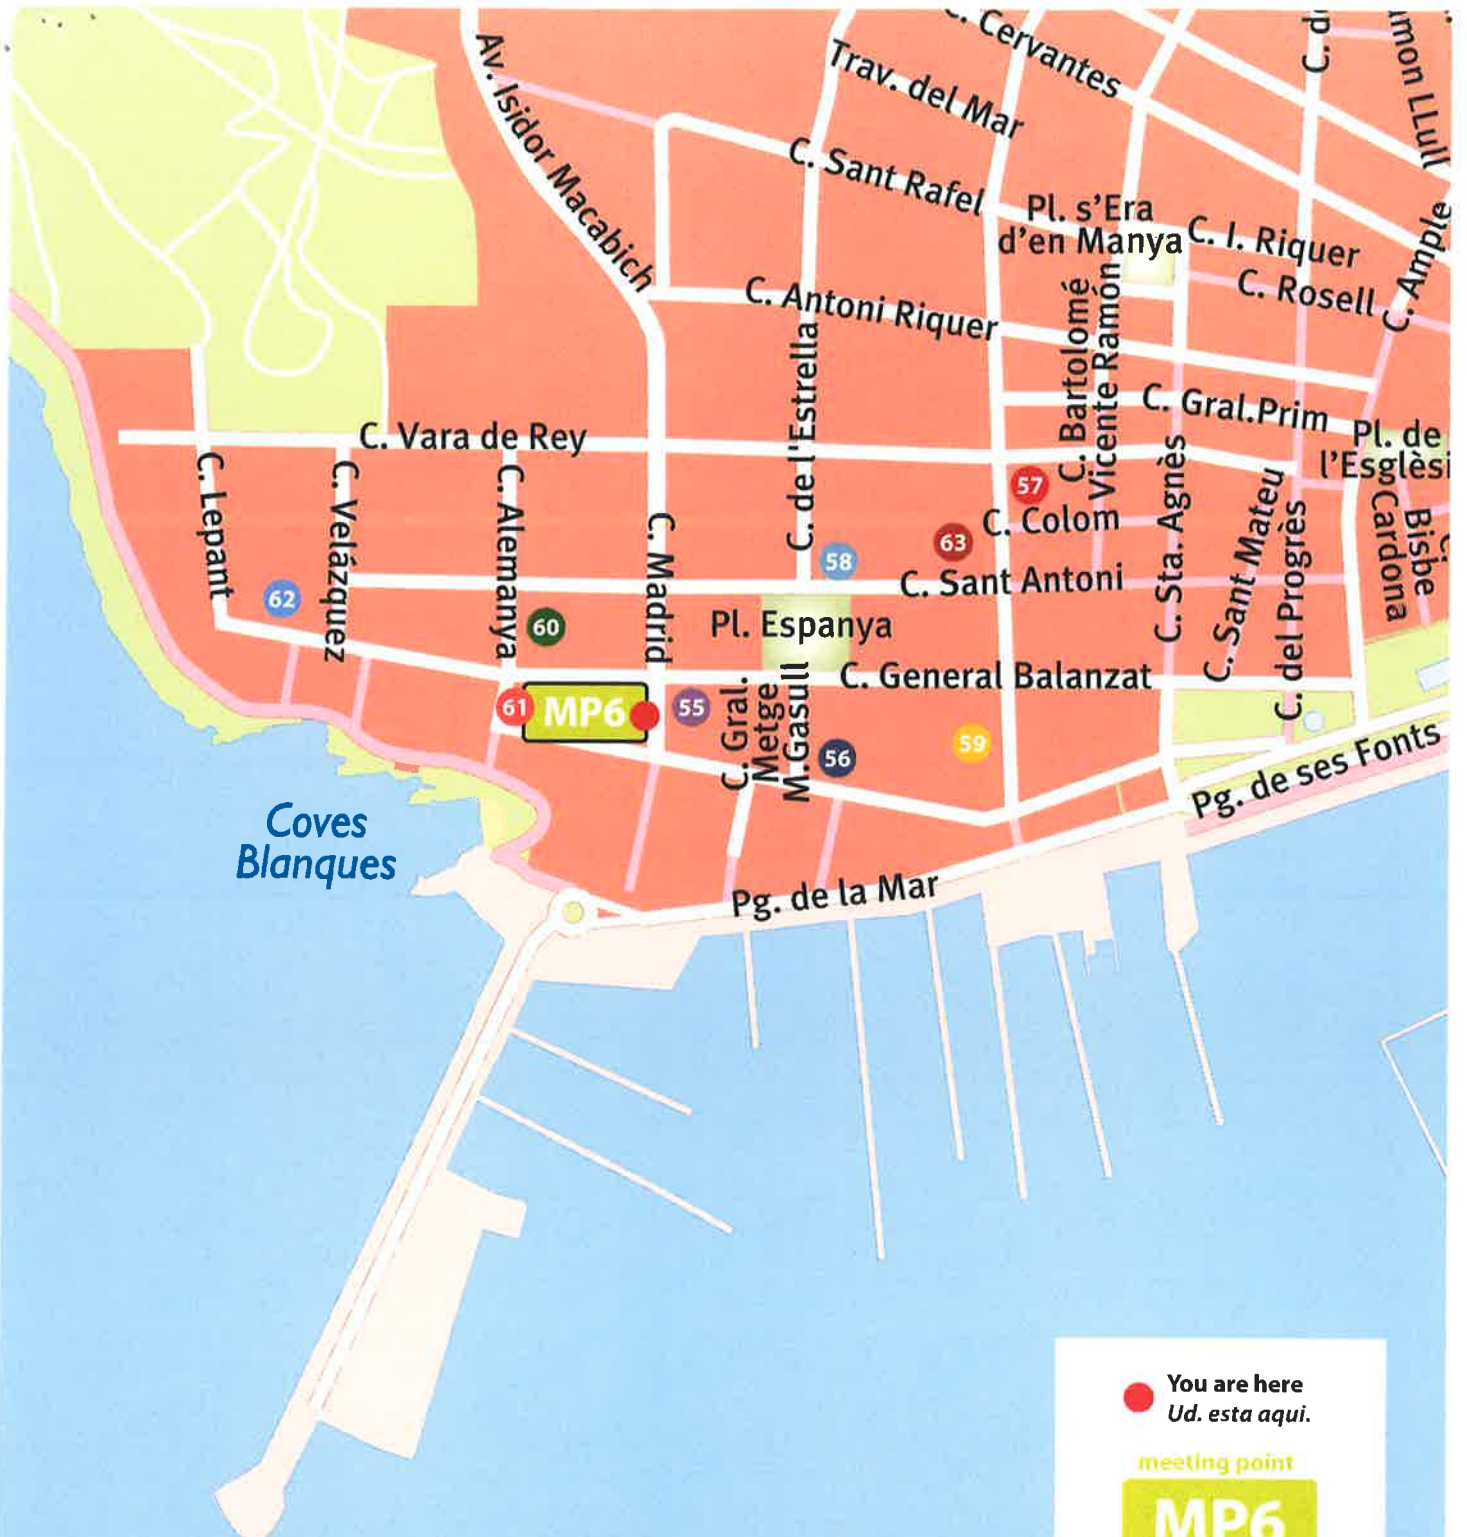 C. Cervantes
Trav. del Mar
Av. Isidor Macabich
C. Sant Rafel
Pl. s'Era
d'en Manya
C. I. Riquer
C. Rosell
C. Ample
C. Antoni Riquer
C. de l'Estrella
C. Bartolomé
Vicente Ramón
C. Gral.Prim
Pl. de
C. Vara de Rey
C. Lepant
C. Velázquez
C. Alemanya
C. Madrid
57
C. Colom
63
58
C. Sant Antoni
C. Sta. Agnès
C. Sant Mateu
C. del Progrès
Cardona
Bisbe
62
60
Pl. Espanya
C. General Balanzat
61
MP6
55
C. Gral.
Metge
M.Gasull
56
59
Pg. de ses Fonts
Coves
Blanques
Pg. de la Mar
You are here
Ud. esta aqui.
meeting point
MP6